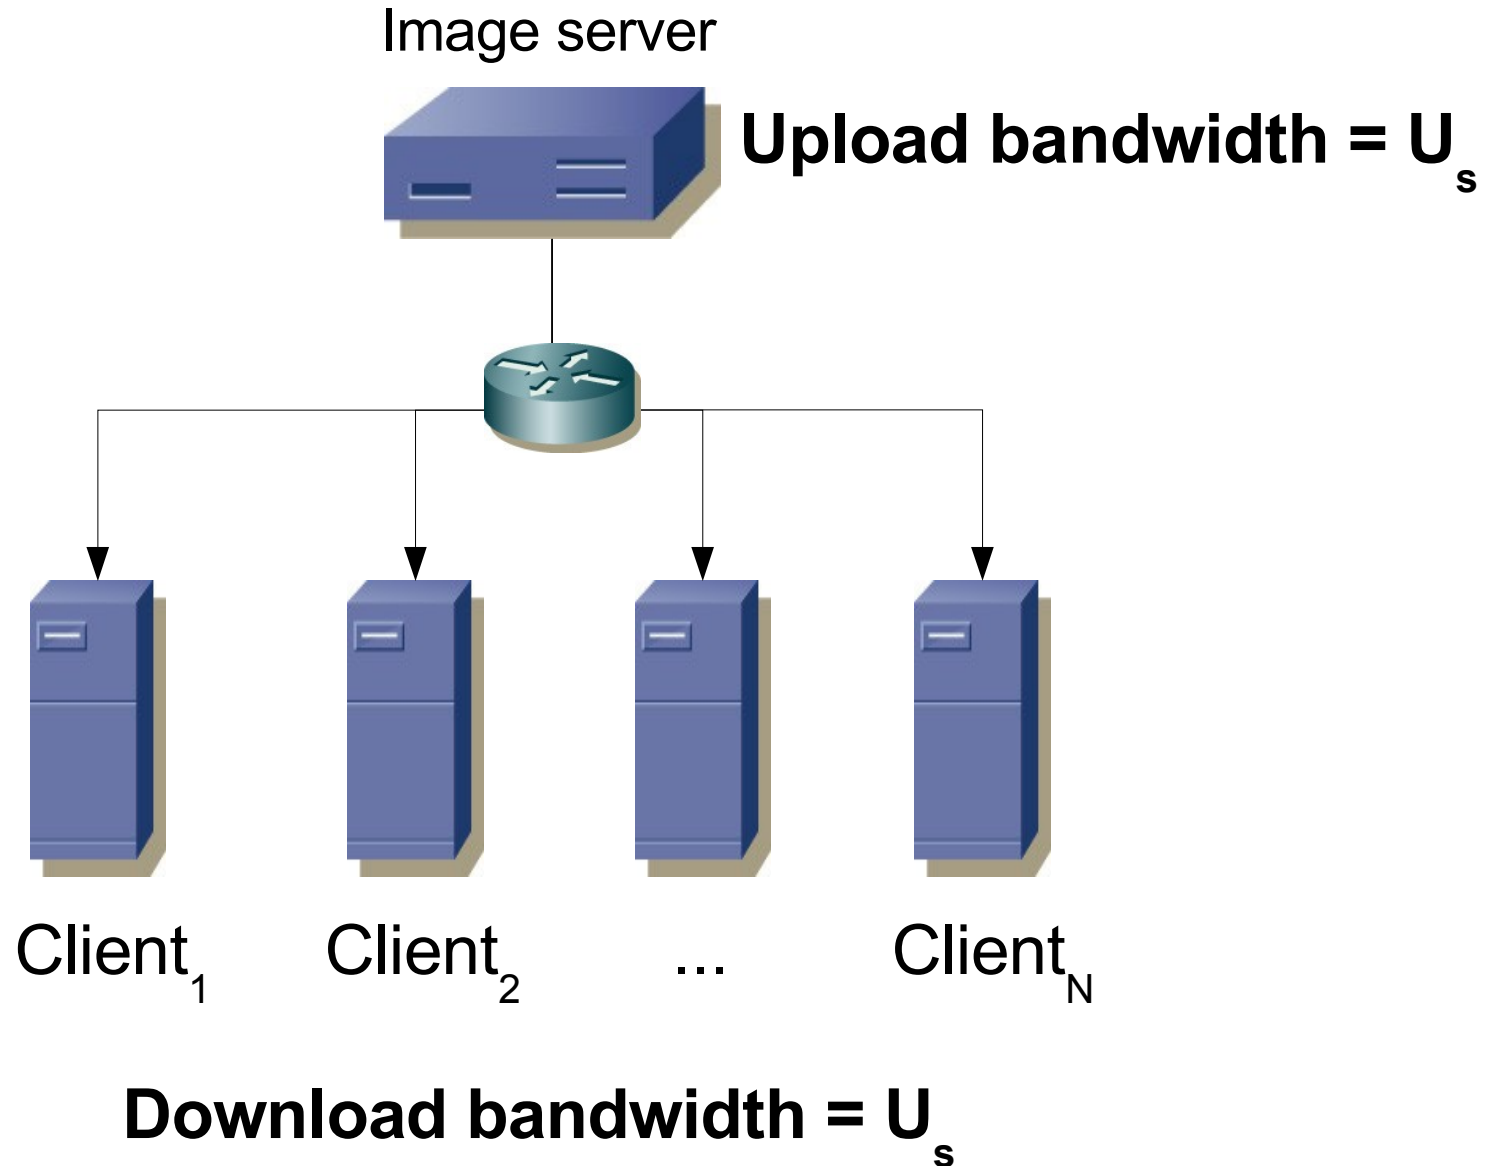 Image server
Upload bandwidth = Us
Client1 Client2 ... ClientN
Download bandwidth = Us